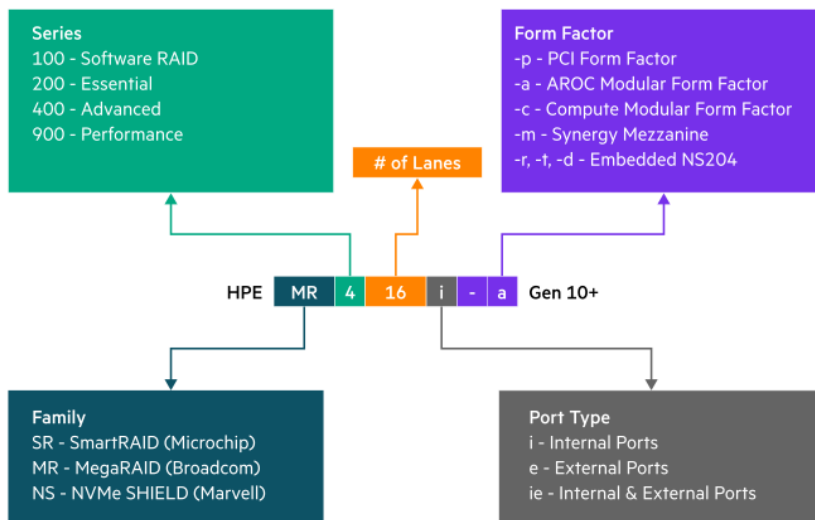 Series
100 - Software RAID
200 - Essential
400 - Advanced
900 - Performance
Form Factor
-p - PCI Form Factor
-a - AROC Modular Form Factor
-c - Compute Modular Form Factor
-m - Synergy Mezzanine
-r, -t, -d - Embedded NS204
# of Lanes
HPE MR 4 16 i - a Gen 10+
Family
SR - SmartRAID (Microchip)
MR - MegaRAID (Broadcom)
NS - NVMe SHIELD (Marvell)
Port Type
i - Internal Ports
e - External Ports
ie - Internal & External Ports